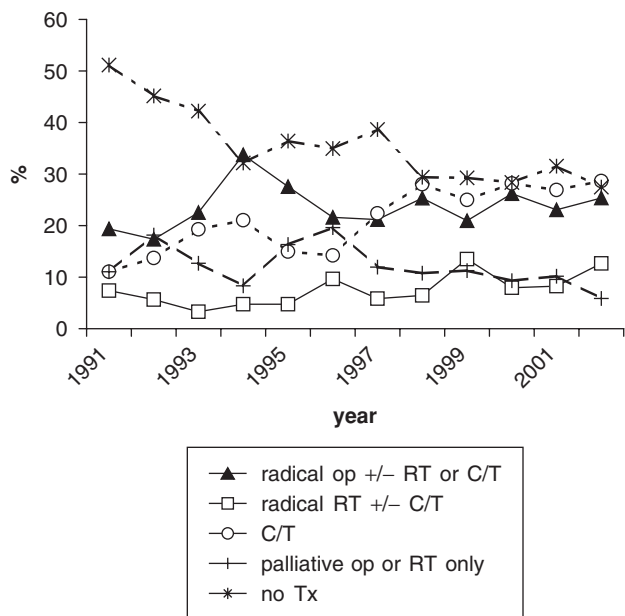 60
50
40
30
20
10
0
%
1991
1993
1995
1997
1999
2001
year
radical op +/– RT or C/T
radical RT +/– C/T
C/T
palliative op or RT only
no Tx